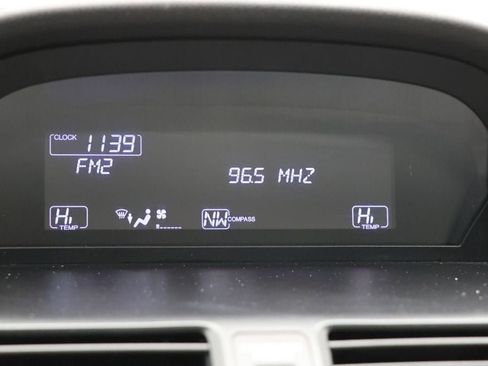 CLOCK 1139
FM2
96.5 MHZ
Hi TEMP NW COMPASS Hi TEMP